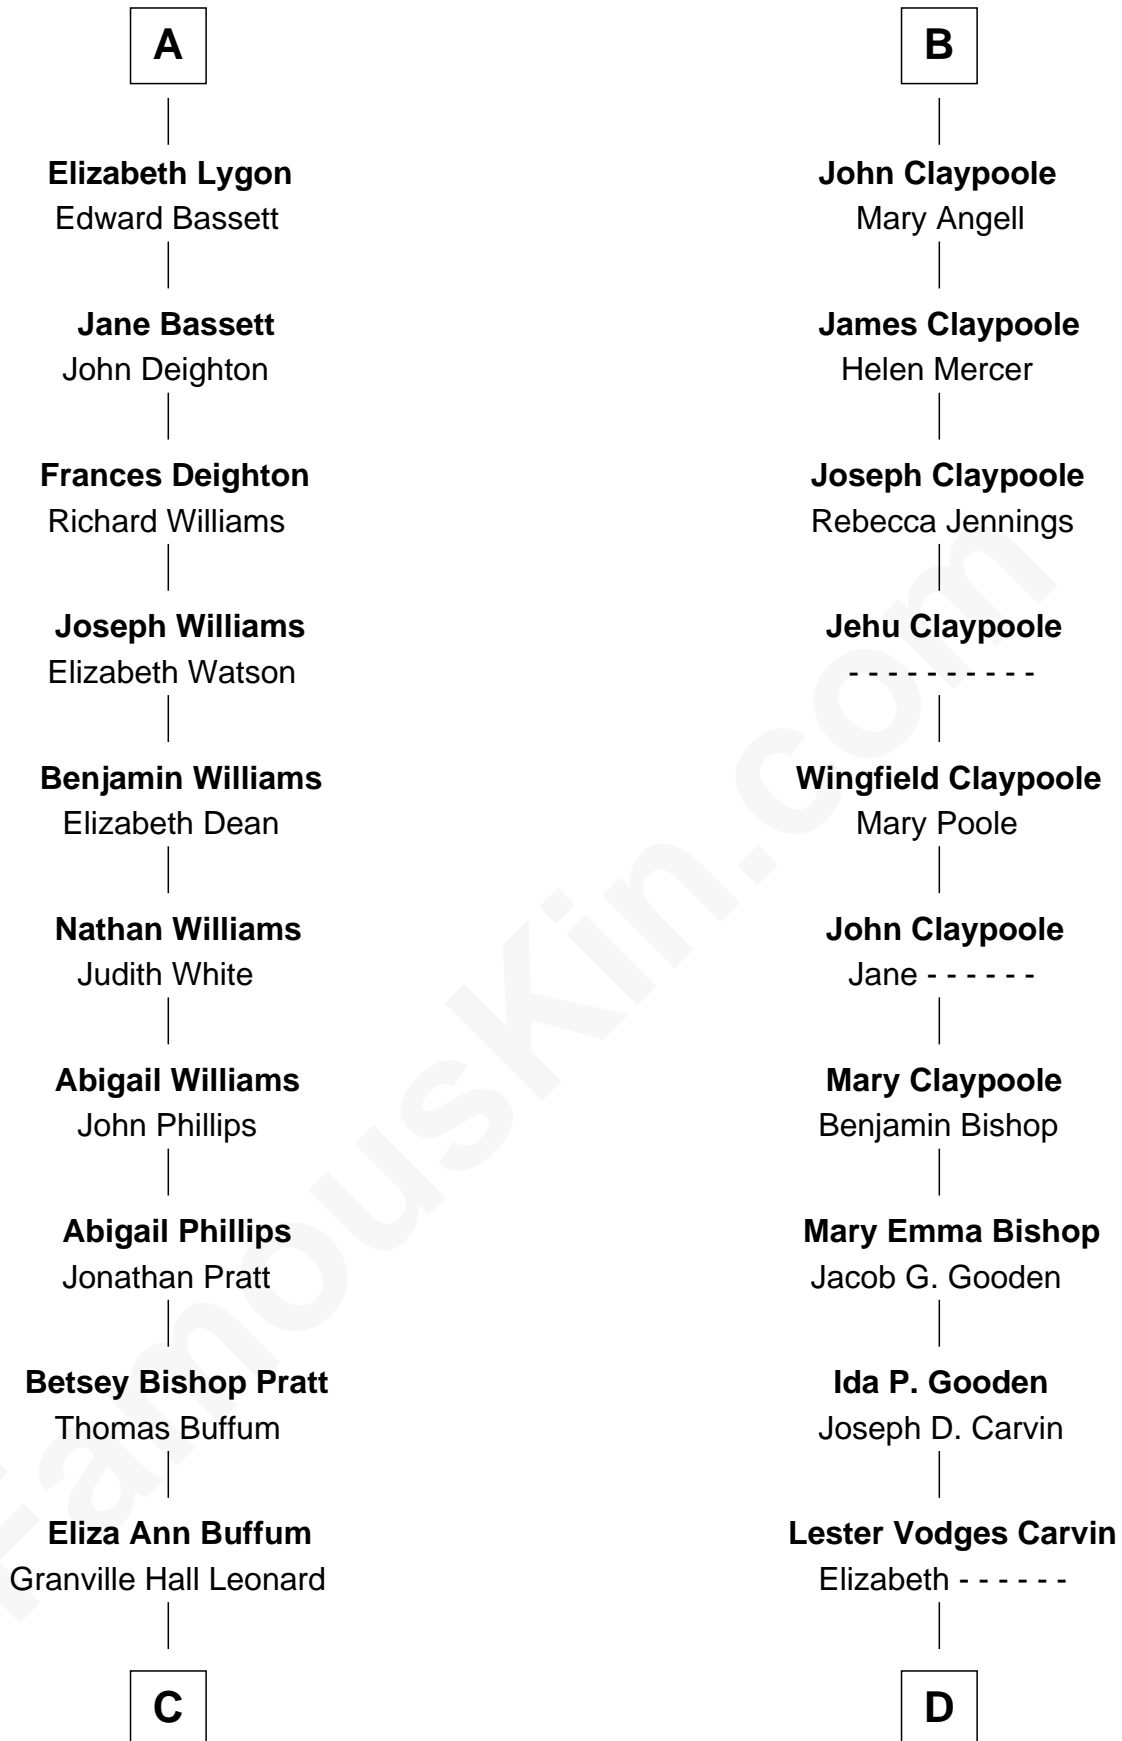 A
Elizabeth Lygon
Edward Bassett
Jane Bassett
John Deighton
Frances Deighton
Richard Williams
Joseph Williams
Elizabeth Watson
Benjamin Williams
Elizabeth Dean
Nathan Williams
Judith White
Abigail Williams
John Phillips
Abigail Phillips
Jonathan Pratt
Betsey Bishop Pratt
Thomas Buffum
Eliza Ann Buffum
Granville Hall Leonard
C
B
John Claypoole
Mary Angell
James Claypoole
Helen Mercer
Joseph Claypoole
Rebecca Jennings
Jehu Claypoole
- - - - - - - - - -
Wingfield Claypoole
Mary Poole
John Claypoole
Jane - - - - - -
Mary Claypoole
Benjamin Bishop
Mary Emma Bishop
Jacob G. Gooden
Ida P. Gooden
Joseph D. Carvin
Lester Vodges Carvin
Elizabeth - - - - - -
D
FamousKin.com